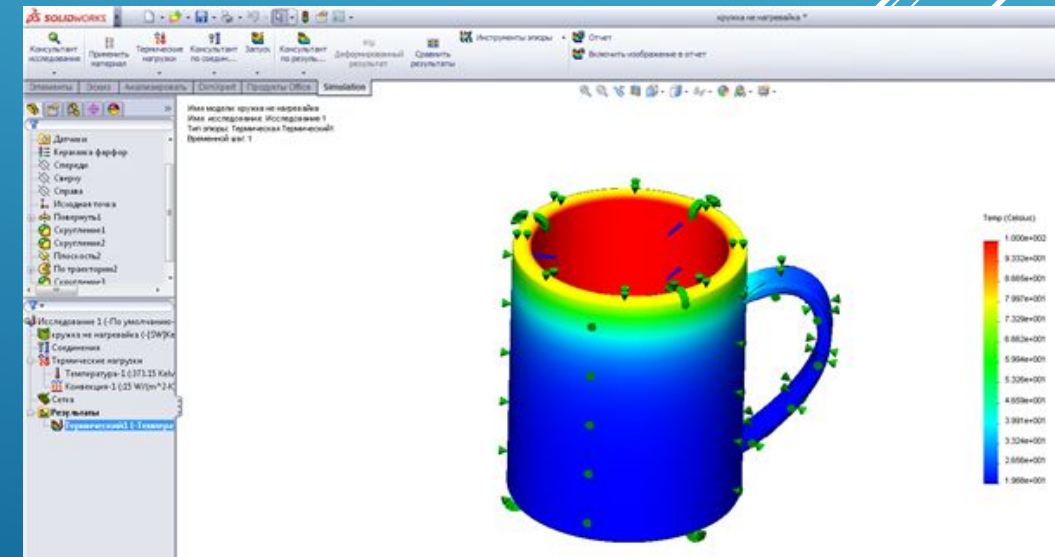 SOLIDWORKS
кружка не нагревайка *
Консультант исследования
Применить материал
Термические нагрузки
Консультант по соедин...
Запуск
Консультант по резуль...
Деформированный результат
Сравнить результаты
Инструменты эпюры
Отчет
Включить изображение в отчет
Элементы
Эскиз
Анализировать
DimXpert
Продукты Office
Simulation
Имя модели: кружка не нагревайка
Имя исследования: Исследование 1
Тип эпюры: Термическая Термический1
Временной шаг: 1
Датчики
Керамика фарфор
Спереди
Сверху
Справа
Исходная точка
Повернуть1
Скругление1
Скругление2
Плоскость2
По траектории2
Скругление3
Исследование 1 (-По умолчанию-
кружка не нагревайка (-[SW]Ке
Соединения
Термические нагрузки
Температура-1 (:373.15 Kelv
Конвекция-1 (:
Сетка
Результаты
Термический1 (-Темпера
Temp (Celsius)
1.000e+002
9.332e+001
8.665e+001
7.997e+001
7.329e+001
6.662e+001
5.994e+001
5.326e+001
4.659e+001
3.991e+001
3.324e+001
2.656e+001
1.988e+001